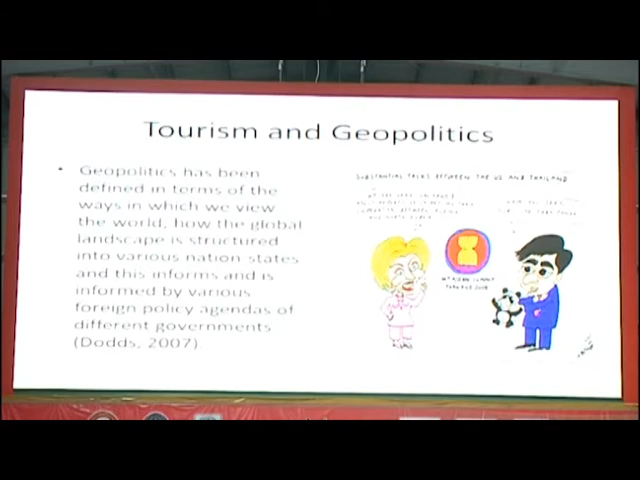 Tourism and Geopolitics
• Geopolitics has been
defined in terms of the
ways in which we view
the world, how the global
landscape is structured
into various nation states
and this informs and is
informed by various
foreign policy agendas of
different governments
(Dodds, 2007)
SUBSTANTIAL TALKS BETWEEN THE US AND THAILAND